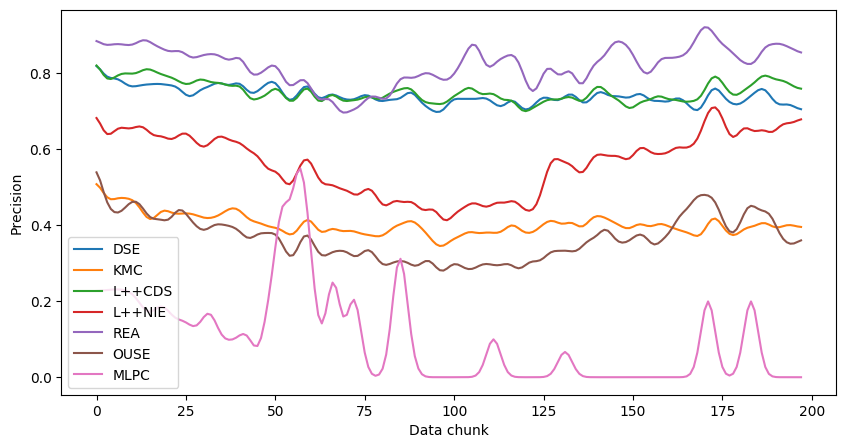 Precision
0.8
0.6
0.4
0.2
0.0
DSE
KMC
L++CDS
L++NIE
REA
OUSE
MLPC
0 25 50 75 100 125 150 175 200
Data chunk